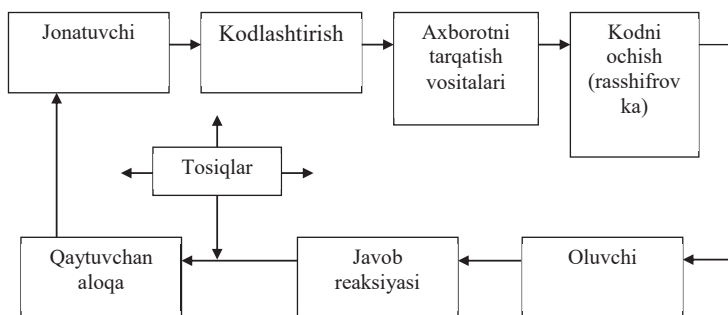 Jonatuvchi
Kodlashtirish
Axborotni
tarqatish
vositalari
Kodni
ochish
(rasshifrov
ka)
Tosiqlar
Qaytuvchan
aloqa
Javob
reaksiyasi
Oluvchi